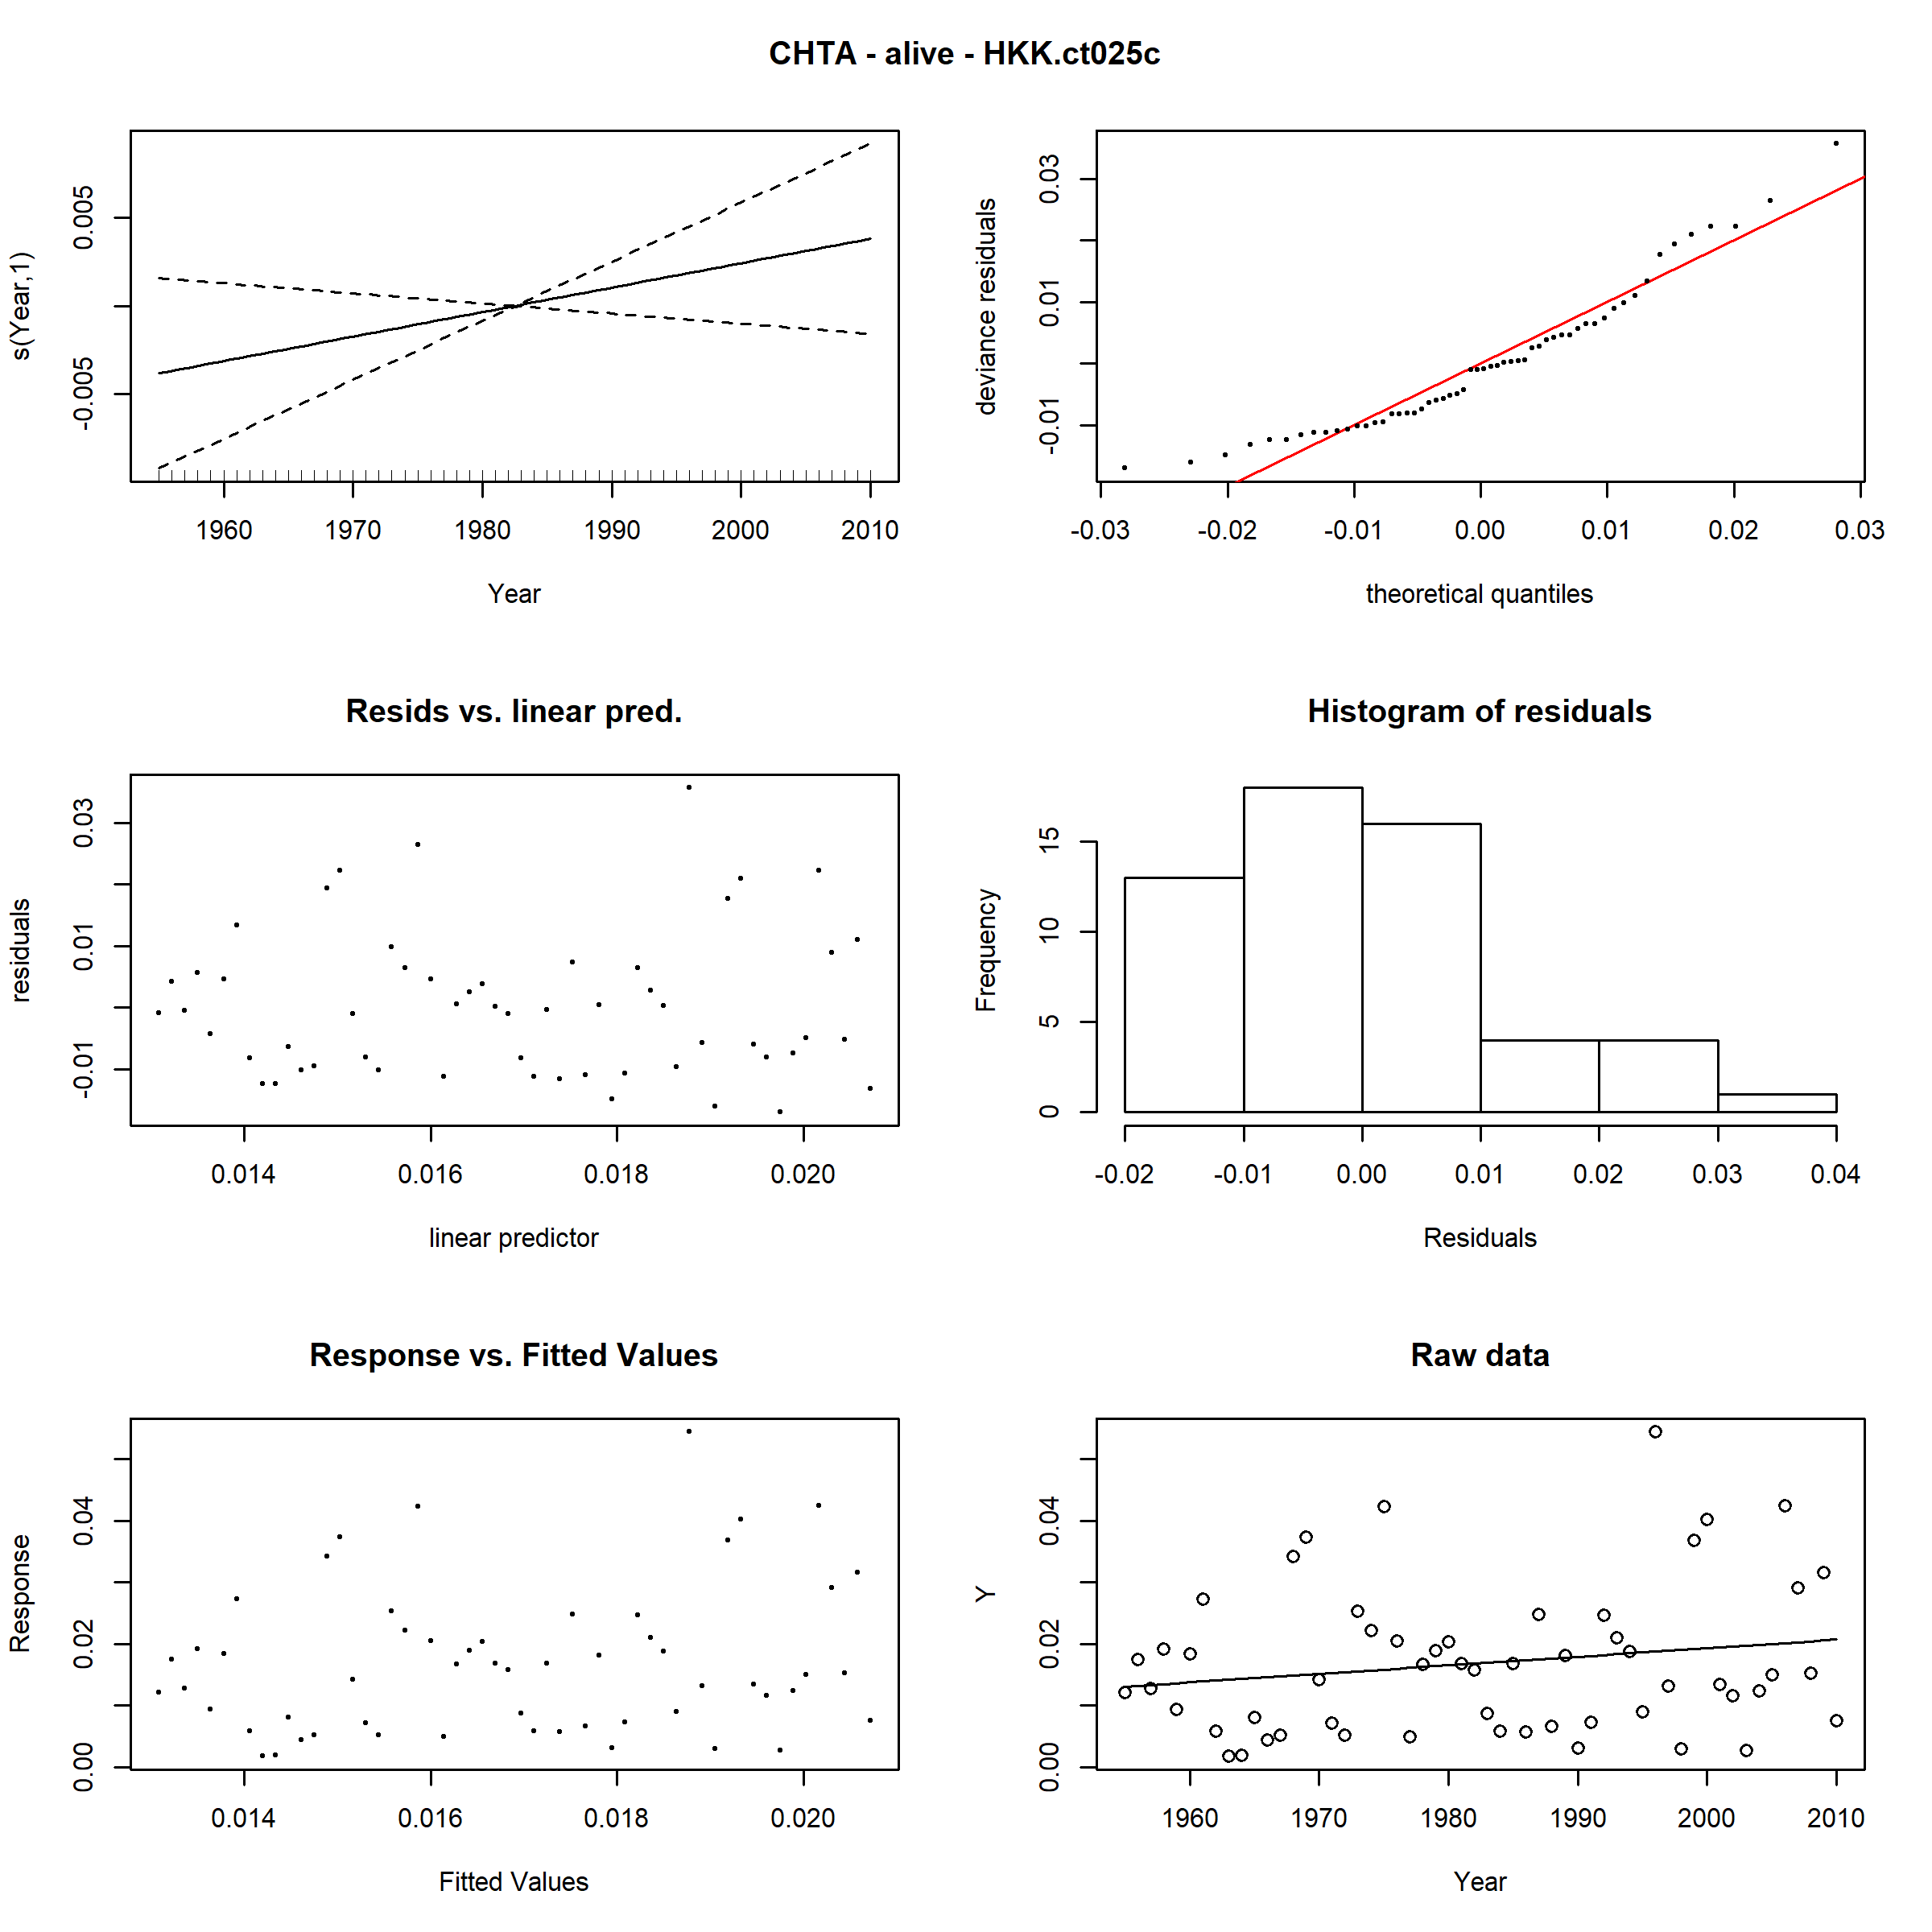 CHTA - alive - HKK.ct025c
s(Year,1)
-0.005
0.005
1960 1970 1980 1990 2000 2010
Year
deviance residuals
-0.01
0.01
0.03
-0.03 -0.02 -0.01 0.00 0.01 0.02 0.03
theoretical quantiles
Resids vs. linear pred.
residuals
-0.01
0.01
0.03
0.014 0.016 0.018 0.020
linear predictor
Histogram of residuals
Frequency
0
5
10
15
-0.02 -0.01 0.00 0.01 0.02 0.03 0.04
Residuals
Response vs. Fitted Values
Response
0.00
0.02
0.04
0.014 0.016 0.018 0.020
Fitted Values
Raw data
Y
0.00
0.02
0.04
1960 1970 1980 1990 2000 2010
Year